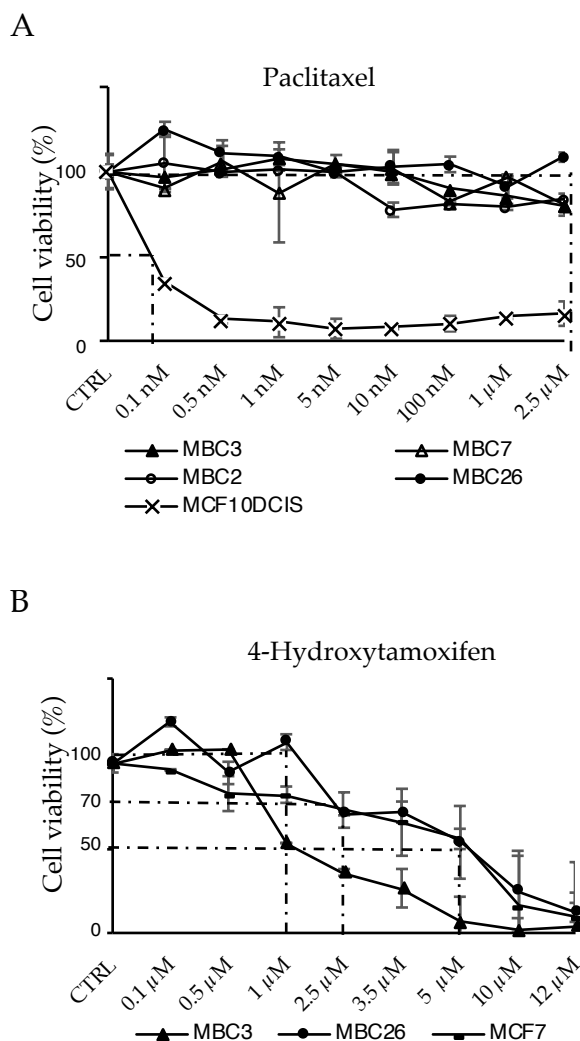 A
Paclitaxel
Cell viability (%)
100
50
0
CTRL
0.1 nM
0.5 nM
1 nM
5 nM
10 nM
100 nM
1 µM
2.5 µM
MBC3 MBC7
MBC2 MBC26
MCF10DCIS
B
4-Hydroxytamoxifen
Cell viability (%)
100
70
50
0
CTRL
0.1 µM
0.5 µM
1 µM
2.5 µM
3.5 µM
5 µM
10 µM
12 µM
MBC3 MBC26 MCF7